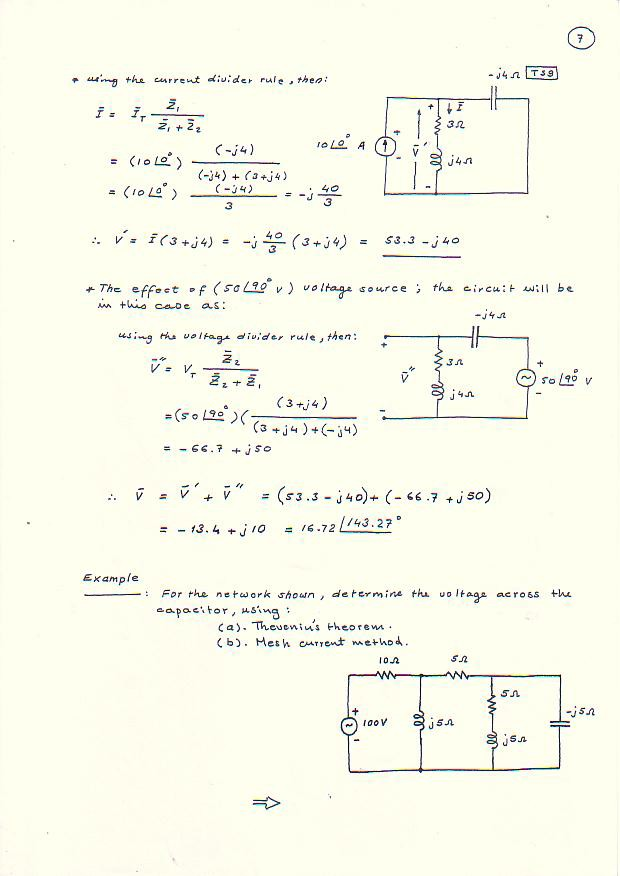 7
* using the current divider rule, then:
-j4Ω TSB
Ī = Ī_T Z̄₁ / (Z̄₁ + Z̄₂)
= (10∠0°) (-j4) / ((-j4) + (3+j4))
= (10∠0°) (-j4) / 3 = -j 40/3
10∠0° A
+ -
+ V̄' -
Ī
3Ω
j4Ω
∴ V́ = Ī(3+j4) = -j 40/3 (3+j4) = 53.3 - j40
* The effect of (50∠90° V) voltage source; the circuit will be
in this case as:
-j4Ω
using the voltage divider rule, then:
V̄" = V_T Z̄₂ / (Z̄₂ + Z̄₁)
= (50∠90°) ( (3+j4) / ((3+j4)+(-j4)) )
= -66.7 + j50
+ V̄" -
3Ω
j4Ω
+ 50∠90° V -
∴ V̄ = V̄' + V̄" = (53.3 - j40) + (-66.7 + j50)
= -13.4 + j10 = 16.72∠143.27°
Example
: For the network shown, determine the voltage across the
capacitor, using:
(a). Thevenin's theorem.
(b). Mesh current method.
10Ω 5Ω
5Ω
-j5Ω
+ 100V -
j5Ω
j5Ω
⇒